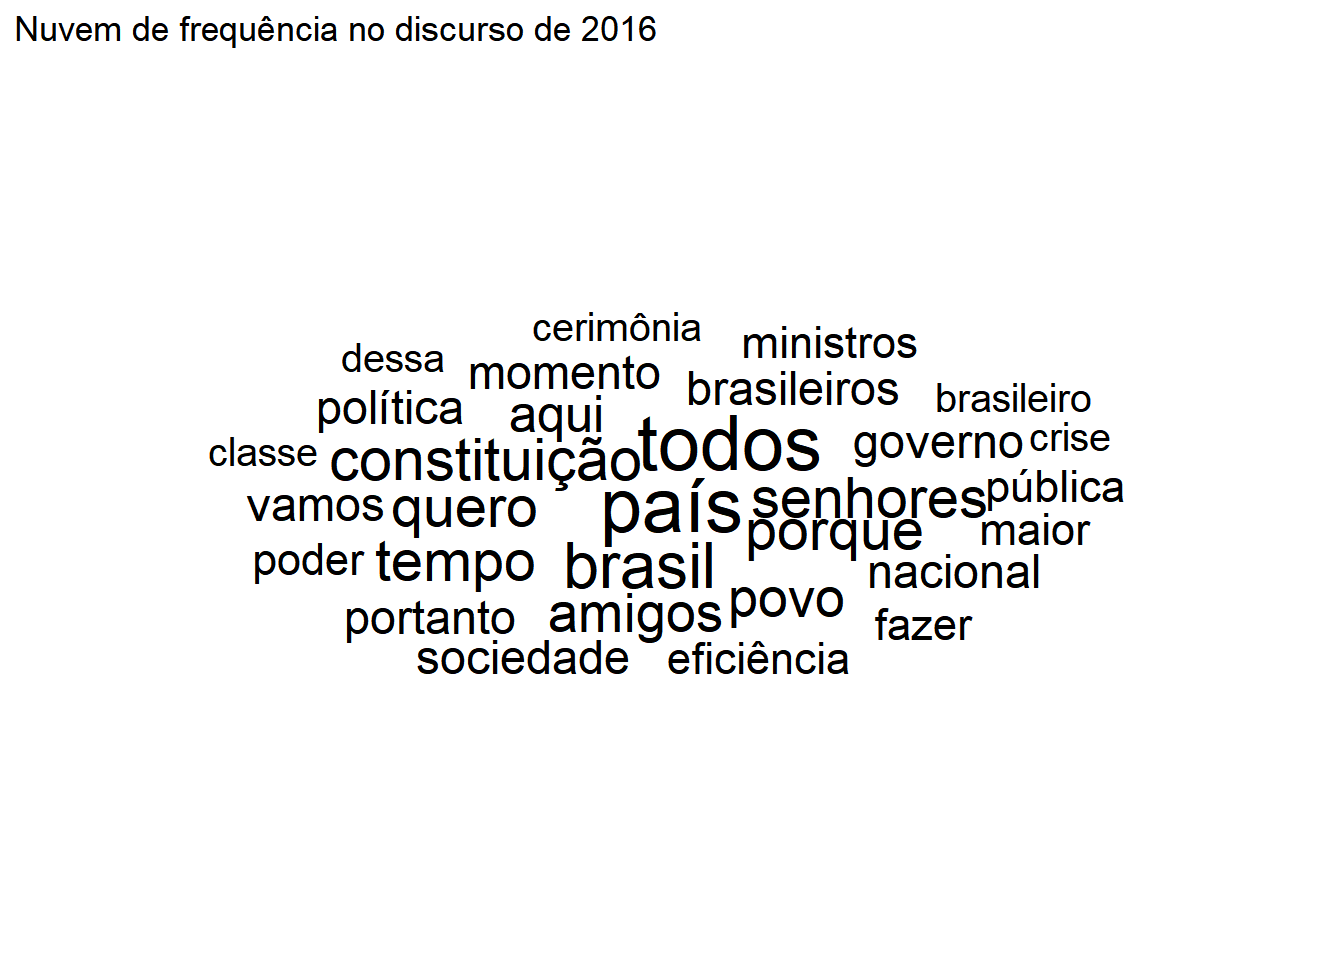 Nuvem de frequência no discurso de 2016
cerimônia
ministros
dessa
momento
brasileiros
brasileiro
política
aqui
todos
governo
crise
classe
constituição
país
senhores
pública
vamos
quero
porque
maior
poder
tempo
brasil
nacional
portanto
amigos
povo
fazer
sociedade
eficiência